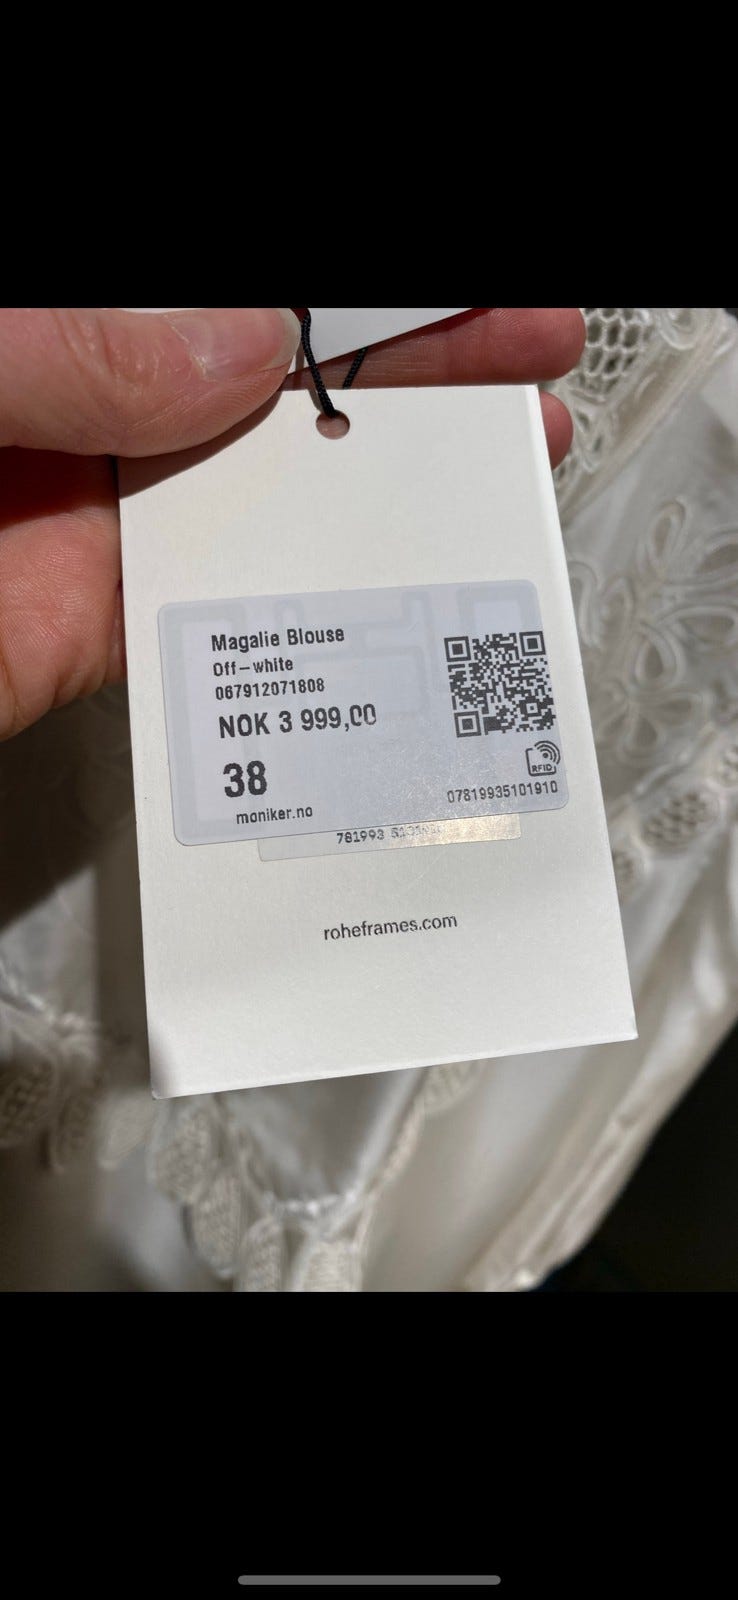 Magalie Blouse
Off-white
067912071808
NOK 3 999,00
38
moniker.no
RFID
07819935101910
781993
roheframes.com